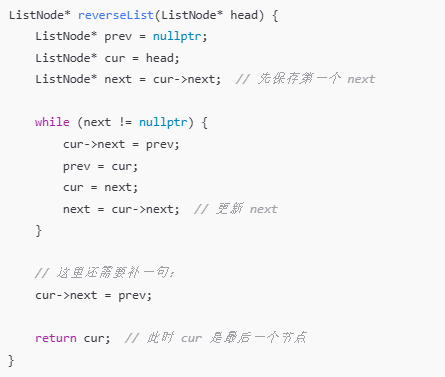 ListNode* reverseList(ListNode* head) {
    ListNode* prev = nullptr;
    ListNode* cur = head;
    ListNode* next = cur->next;  // 先保存第一个 next

    while (next != nullptr) {
        cur->next = prev;
        prev = cur;
        cur = next;
        next = cur->next;  // 更新 next
    }

    // 这里还需要补一句：
    cur->next = prev;

    return cur;  // 此时 cur 是最后一个节点
}